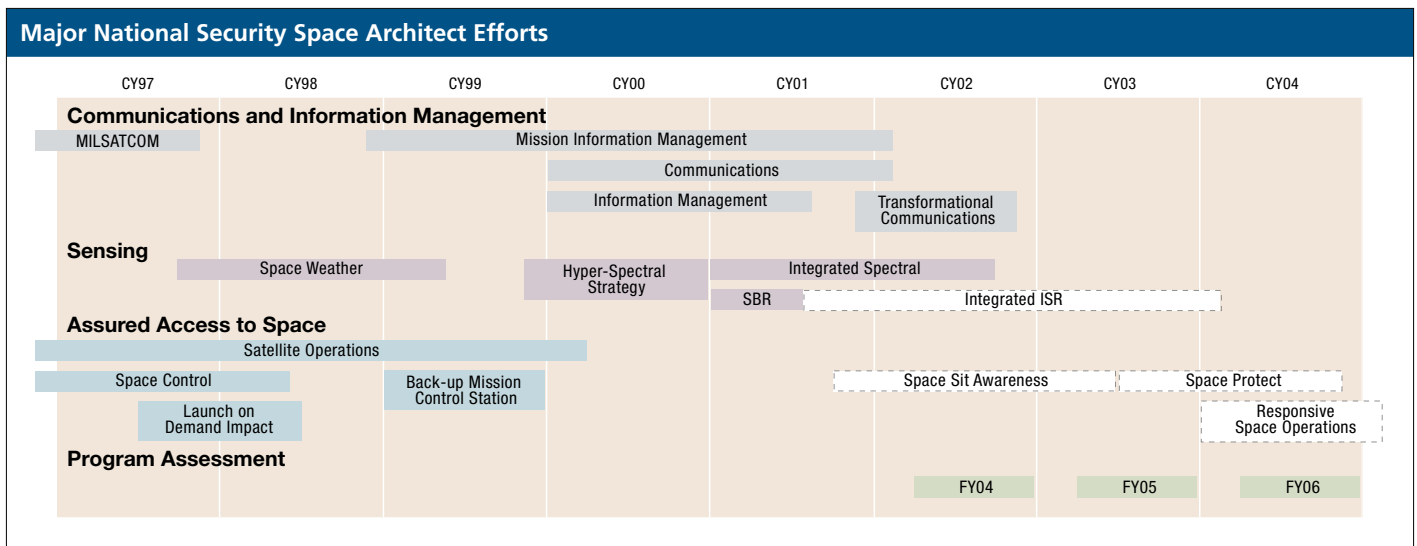 Major National Security Space Architect Efforts
CY97 CY98 CY99 CY00 CY01 CY02 CY03 CY04
Communications and Information Management
MILSATCOM Mission Information Management
Communications
Information Management Transformational
Communications
Sensing
Space Weather Hyper-Spectral
Strategy Integrated Spectral
SBR Integrated ISR
Assured Access to Space
Satellite Operations
Space Control Back-up Mission
Control Station Space Sit Awareness Space Protect
Launch on
Demand Impact Responsive
Space Operations
Program Assessment
FY04 FY05 FY06